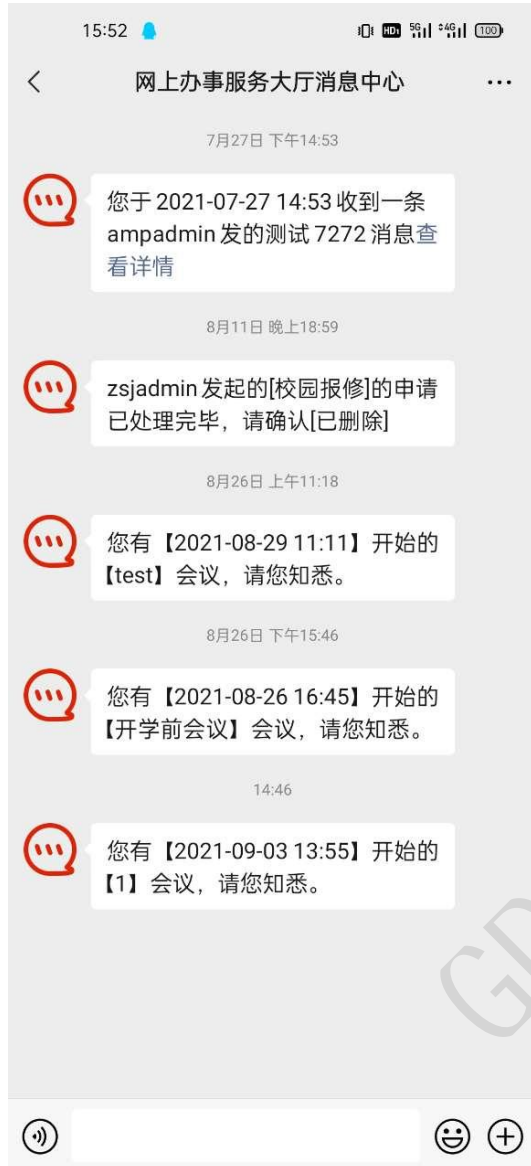 15:52
HD1 5G 4G 100
网上办事服务大厅消息中心
7月27日 下午14:53
您于 2021-07-27 14:53 收到一条
ampadmin 发的测试 7272 消息查
看详情
8月11日 晚上18:59
zsjadmin 发起的[校园报修]的申请
已处理完毕，请确认[已删除]
8月26日 上午11:18
您有【2021-08-29 11:11】开始的
【test】会议，请您知悉。
8月26日 下午15:46
您有【2021-08-26 16:45】开始的
【开学前会议】会议，请您知悉。
14:46
您有【2021-09-03 13:55】开始的
【1】会议，请您知悉。